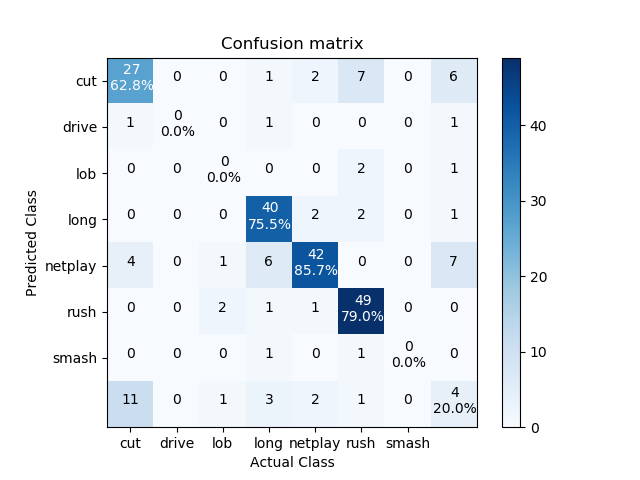 Confusion matrix
Predicted Class
cut 27 0 0 1 2 7 0 6
62.8%
drive 1 0 0 1 0 0 0 1
0.0%
lob 0 0 0 0 0 2 0 1
0.0%
long 0 0 0 40 2 2 0 1
75.5%
netplay 4 0 1 6 42 0 0 7
85.7%
rush 0 0 2 1 1 49 0 0
79.0%
smash 0 0 0 1 0 1 0 0
0.0%
11 0 1 3 2 1 0 4
20.0%
cut drive lob long netplay rush smash
Actual Class
40
30
20
10
0